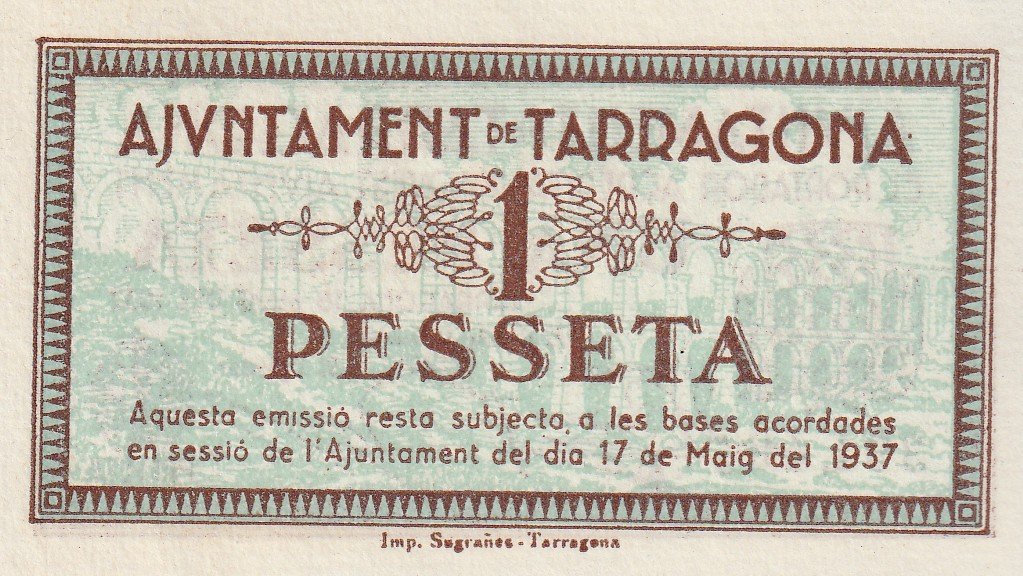 AJVNTAMENT DE TARRAGONA
1
PESSETA
Aquesta emissió resta subjecta a les bases acordades
en sessió de l'Ajuntament del dia 17 de Maig del 1937
Imp. Sugrañes - Tarragona